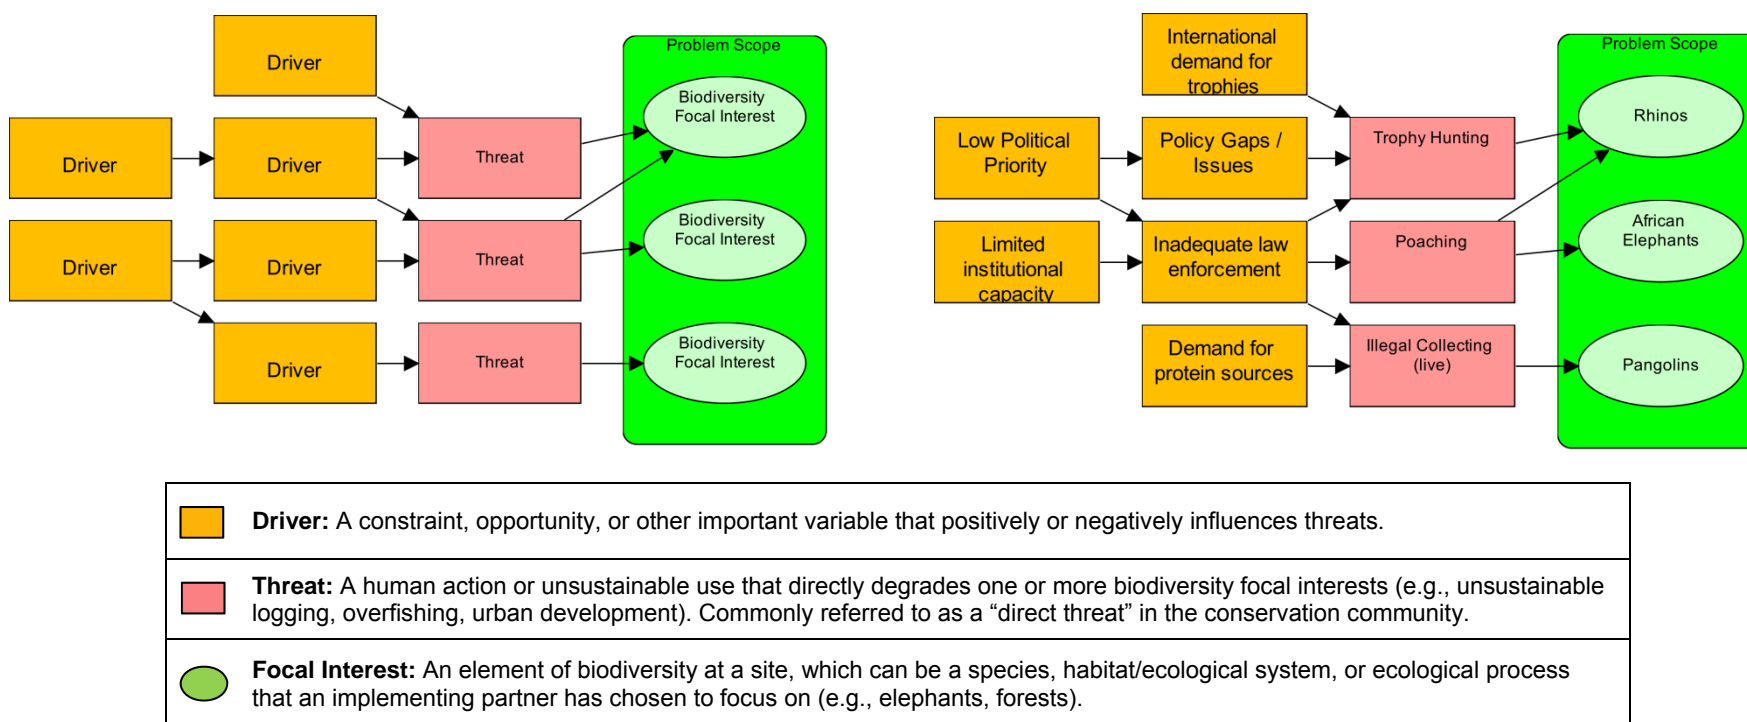 Driver
Driver
Driver
Driver
Driver
Driver
Threat
Threat
Threat
Problem Scope
Biodiversity
Focal Interest
Biodiversity
Focal Interest
Biodiversity
Focal Interest
International
demand for
trophies
Low Political
Priority
Policy Gaps /
Issues
Limited
institutional
capacity
Inadequate law
enforcement
Demand for
protein sources
Trophy Hunting
Poaching
Illegal Collecting
(live)
Problem Scope
Rhinos
African
Elephants
Pangolins
Driver: A constraint, opportunity, or other important variable that positively or negatively influences threats.
Threat: A human action or unsustainable use that directly degrades one or more biodiversity focal interests (e.g., unsustainable
logging, overfishing, urban development). Commonly referred to as a “direct threat” in the conservation community.
Focal Interest: An element of biodiversity at a site, which can be a species, habitat/ecological system, or ecological process
that an implementing partner has chosen to focus on (e.g., elephants, forests).